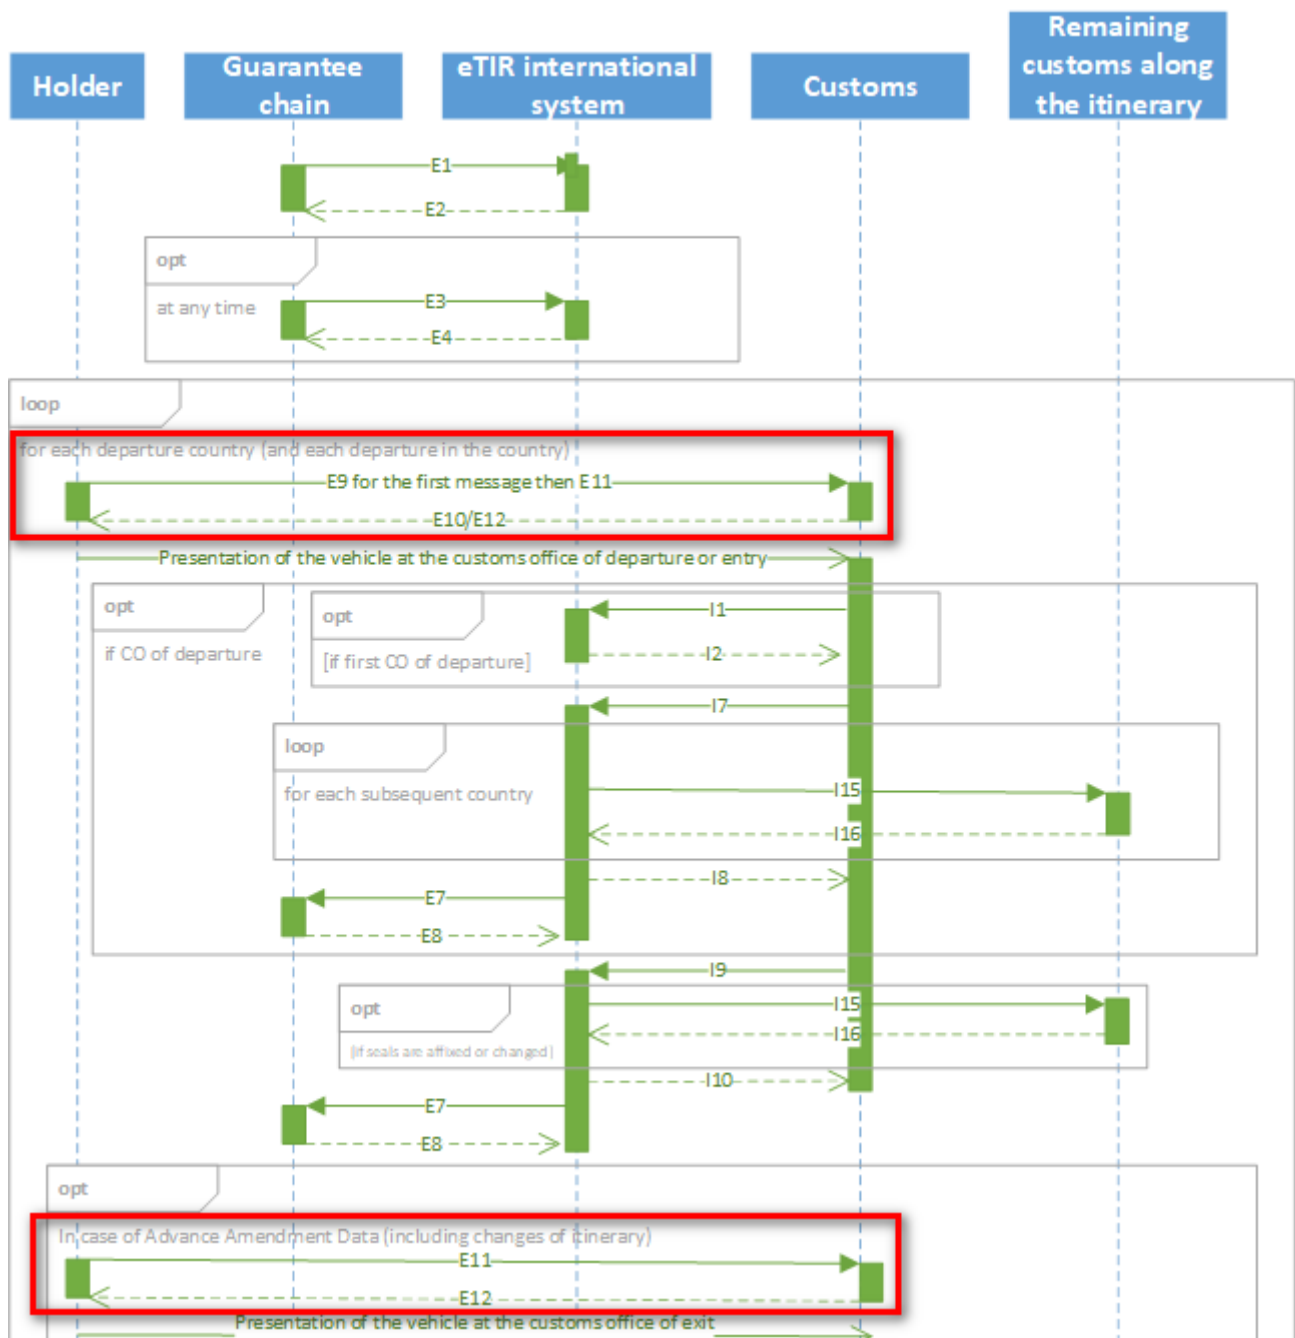 Holder
Guarantee
chain
eTIR international
system
Customs
Remaining
customs along
the itinerary
E1
E2
opt
at any time
E3
E4
loop
for each departure country (and each departure in the country)
E9 for the first message then E11
E10/E12
Presentation of the vehicle at the customs office of departure or entry
opt
if CO of departure
opt
[if first CO of departure]
I1
I2
I7
loop
for each subsequent country
I15
I16
I8
E7
E8
I9
opt
[if seals are affixed or changed]
I15
I16
I10
E7
E8
opt
In case of Advance Amendment Data (including changes of itinerary)
E11
E12
Presentation of the vehicle at the customs office of exit